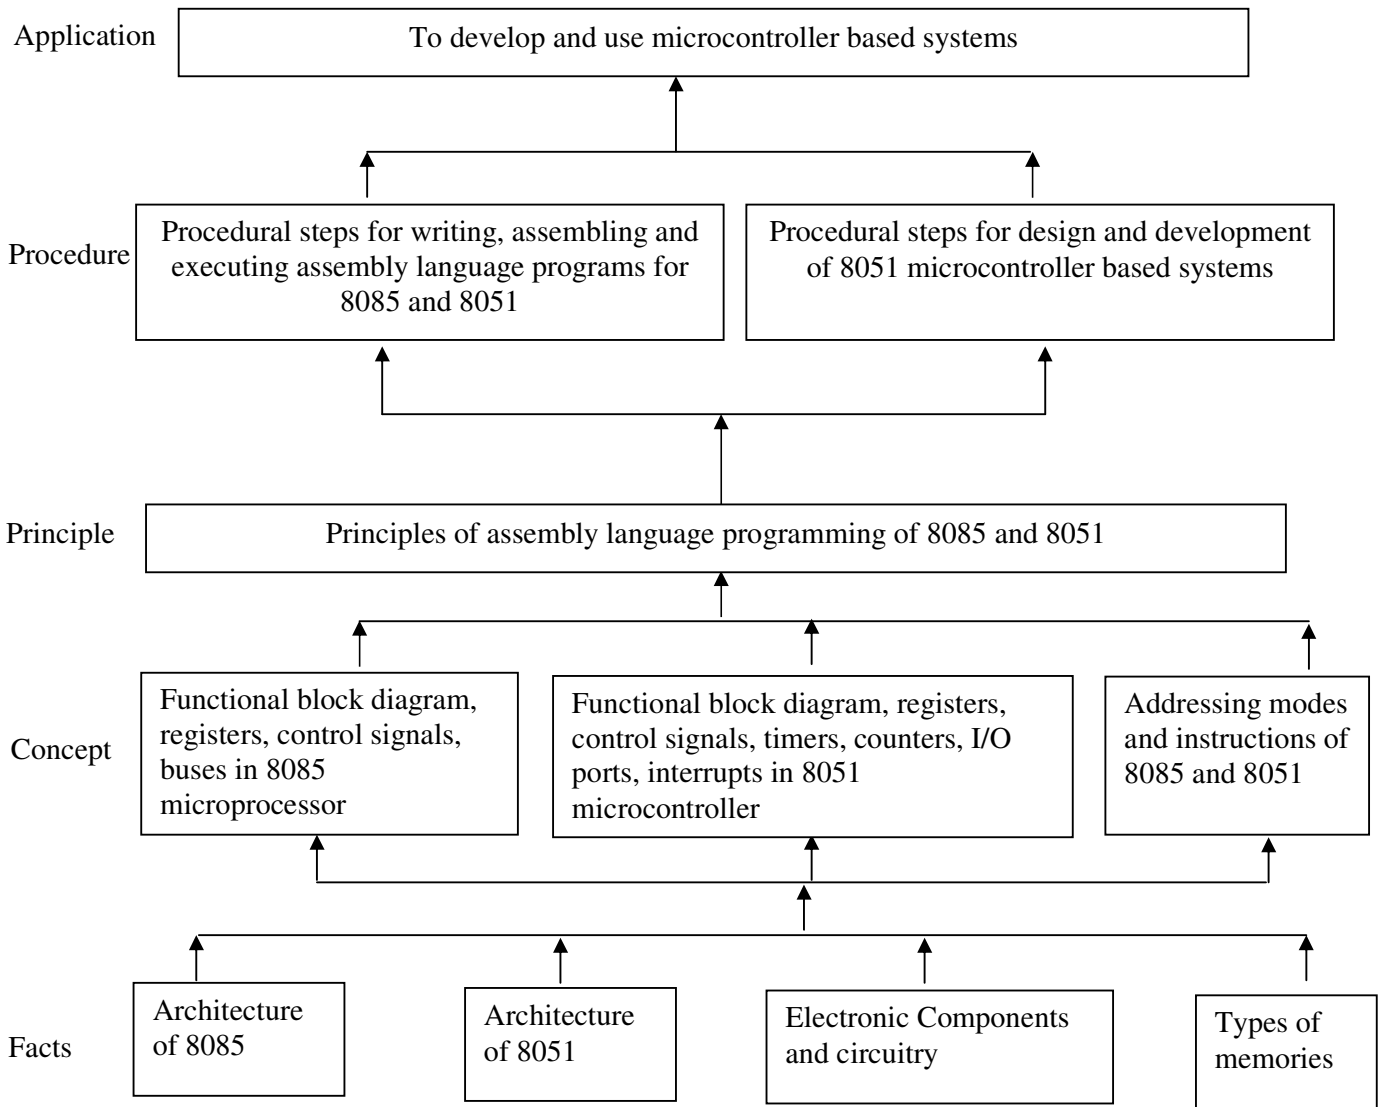 Application
To develop and use microcontroller based systems
Procedure
Procedural steps for writing, assembling and
executing assembly language programs for
8085 and 8051
Procedural steps for design and development
of 8051 microcontroller based systems
Principle
Principles of assembly language programming of 8085 and 8051
Concept
Functional block diagram,
registers, control signals,
buses in 8085
microprocessor
Functional block diagram, registers,
control signals, timers, counters, I/O
ports, interrupts in 8051
microcontroller
Addressing modes
and instructions of
8085 and 8051
Facts
Architecture
of 8085
Architecture
of 8051
Electronic Components
and circuitry
Types of
memories